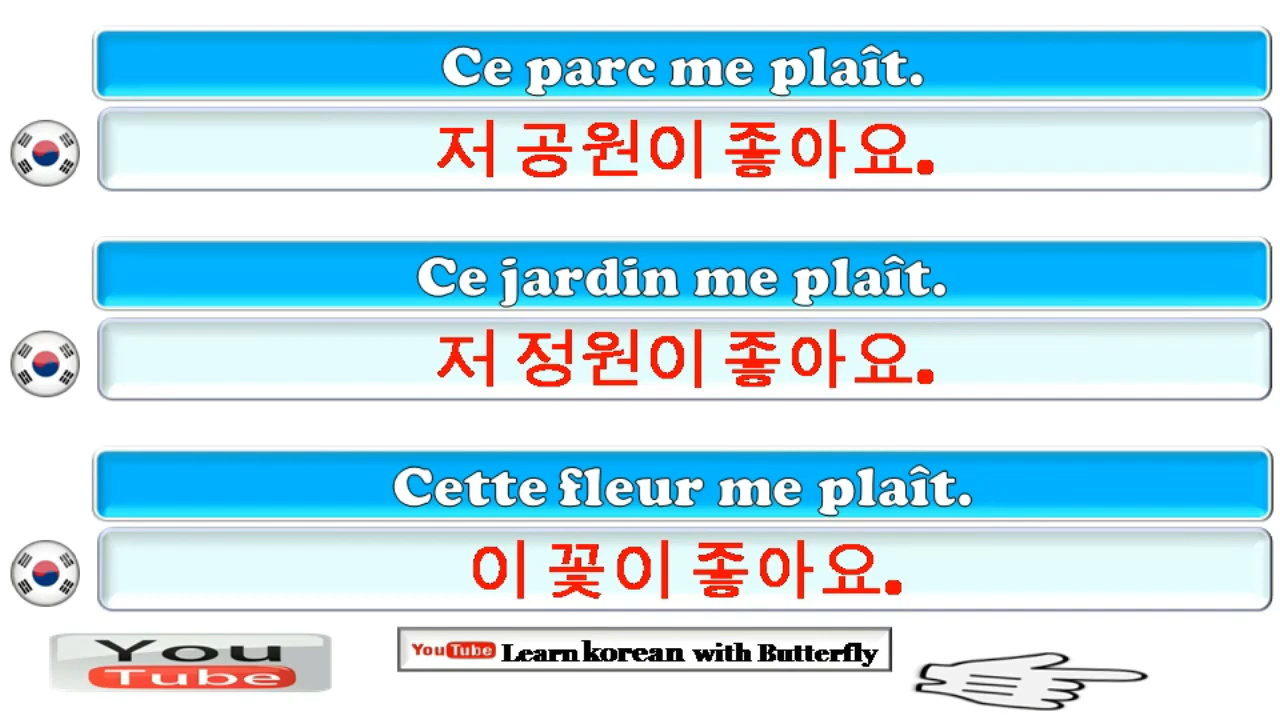 Ce parc me plaît.
저 공원이 좋아요.
Ce jardin me plaît.
저 정원이 좋아요.
Cette fleur me plaît.
이 꽃이 좋아요.
You
Tube
YouTube Learn korean with Butterfly